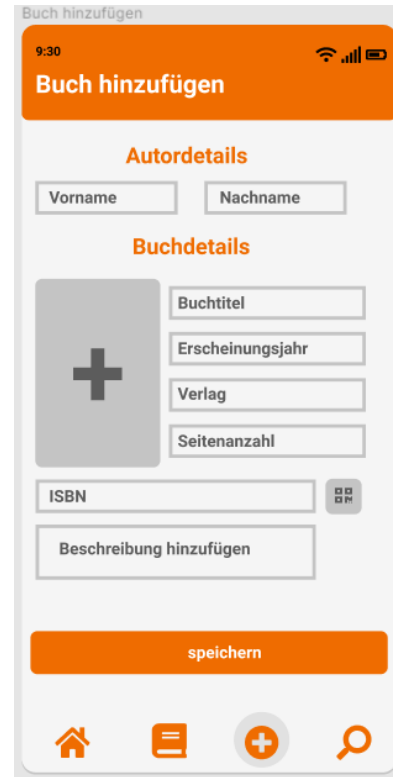 Buch hinzufügen
9:30
Buch hinzufügen
Autordetails
Vorname Nachname
Buchdetails
Buchtitel
Erscheinungsjahr
Verlag
Seitenanzahl
ISBN
Beschreibung hinzufügen
speichern